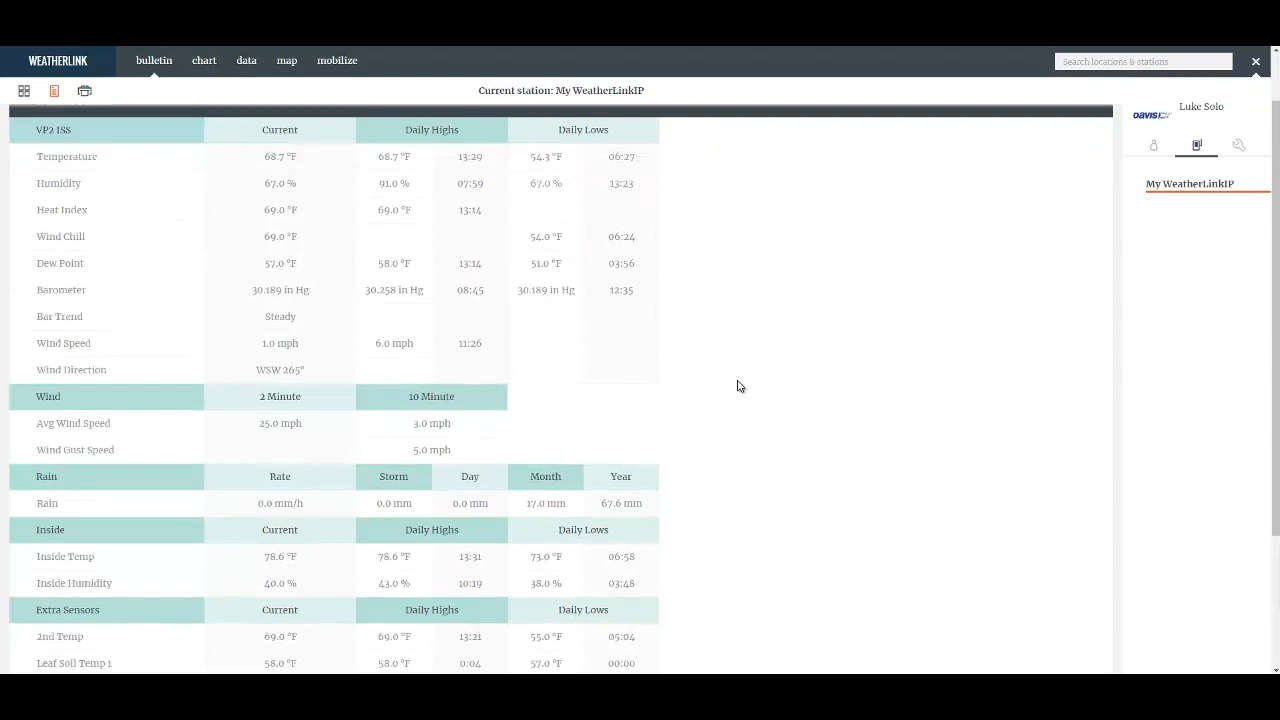 WEATHERLINK bulletin chart data map mobilize Search locations & stations
Current station: My WeatherLinkIP
DAVIS Luke Solo
My WeatherLinkIP
VP2 ISS Current Daily Highs Daily Lows
Temperature 68.7 °F 68.7 °F 13:29 54.3 °F 06:27
Humidity 67.0 % 91.0 % 07:59 67.0 % 13:23
Heat Index 69.0 °F 69.0 °F 13:14
Wind Chill 69.0 °F 54.0 °F 06:24
Dew Point 57.0 °F 58.0 °F 13:14 51.0 °F 03:56
Barometer 30.189 in Hg 30.258 in Hg 08:45 30.189 in Hg 12:35
Bar Trend Steady
Wind Speed 1.0 mph 6.0 mph 11:26
Wind Direction WSW 265°
Wind 2 Minute 10 Minute
Avg Wind Speed 25.0 mph 3.0 mph
Wind Gust Speed 5.0 mph
Rain Rate Storm Day Month Year
Rain 0.0 mm/h 0.0 mm 0.0 mm 17.0 mm 67.6 mm
Inside Current Daily Highs Daily Lows
Inside Temp 78.6 °F 78.6 °F 13:31 73.0 °F 06:58
Inside Humidity 40.0 % 43.0 % 10:19 38.0 % 03:48
Extra Sensors Current Daily Highs Daily Lows
2nd Temp 69.0 °F 69.0 °F 13:21 55.0 °F 05:04
Leaf Soll Temp 1 58.0 °F 58.0 °F 0:04 57.0 °F 00:00